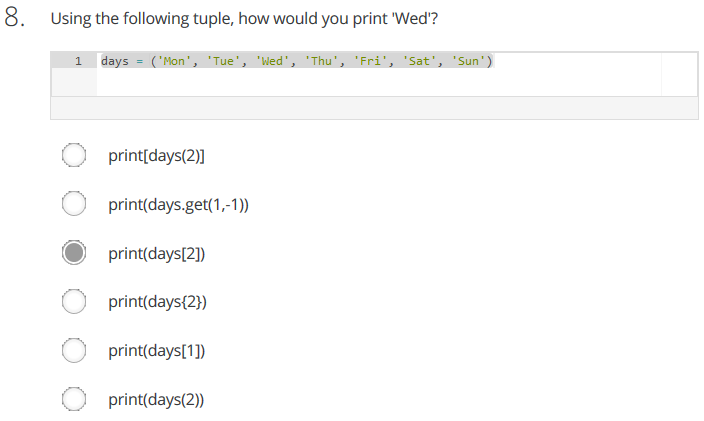 8. Using the following tuple, how would you print 'Wed'?
1 days = ('Mon', 'Tue', 'Wed', 'Thu', 'Fri', 'Sat', 'Sun')
print[days(2)]
print(days.get(1,-1))
print(days[2])
print(days{2})
print(days[1])
print(days(2))